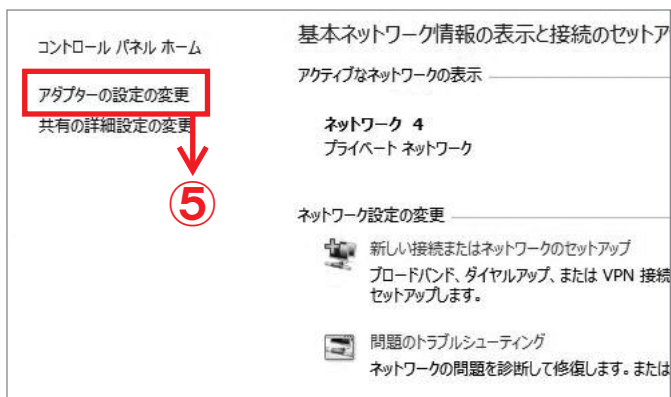 コントロール パネル ホーム
アダプターの設定の変更
共有の詳細設定の変更
⑤
基本ネットワーク情報の表示と接続のセットア
アクティブなネットワークの表示
ネットワーク 4
プライベート ネットワーク
ネットワーク設定の変更
新しい接続またはネットワークのセットアップ
ブロードバンド、ダイヤルアップ、または VPN 接続
セットアップします。
問題のトラブルシューティング
ネットワークの問題を診断して修復します。または